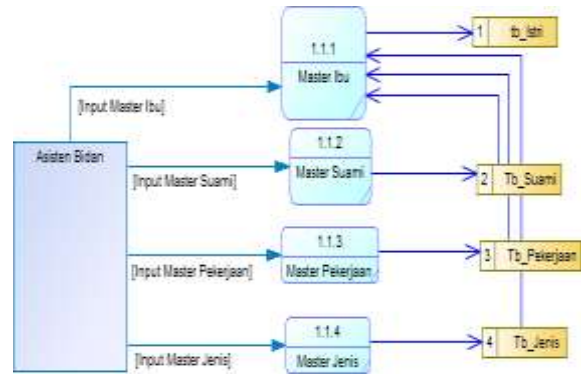 1.1.1
Master Ibu
1 tb_Istri
[Input Master Ibu]
Asisten Bidan
1.1.2
Master Suami
[Input Master Suami]
2 Tb_Suami
1.1.3
Master Pekerjaan
[Input Master Pekerjaan]
3 Tb_Pekerjaan
1.1.4
Master Jenis
[Input Master Jenis]
4 Tb_Jenis